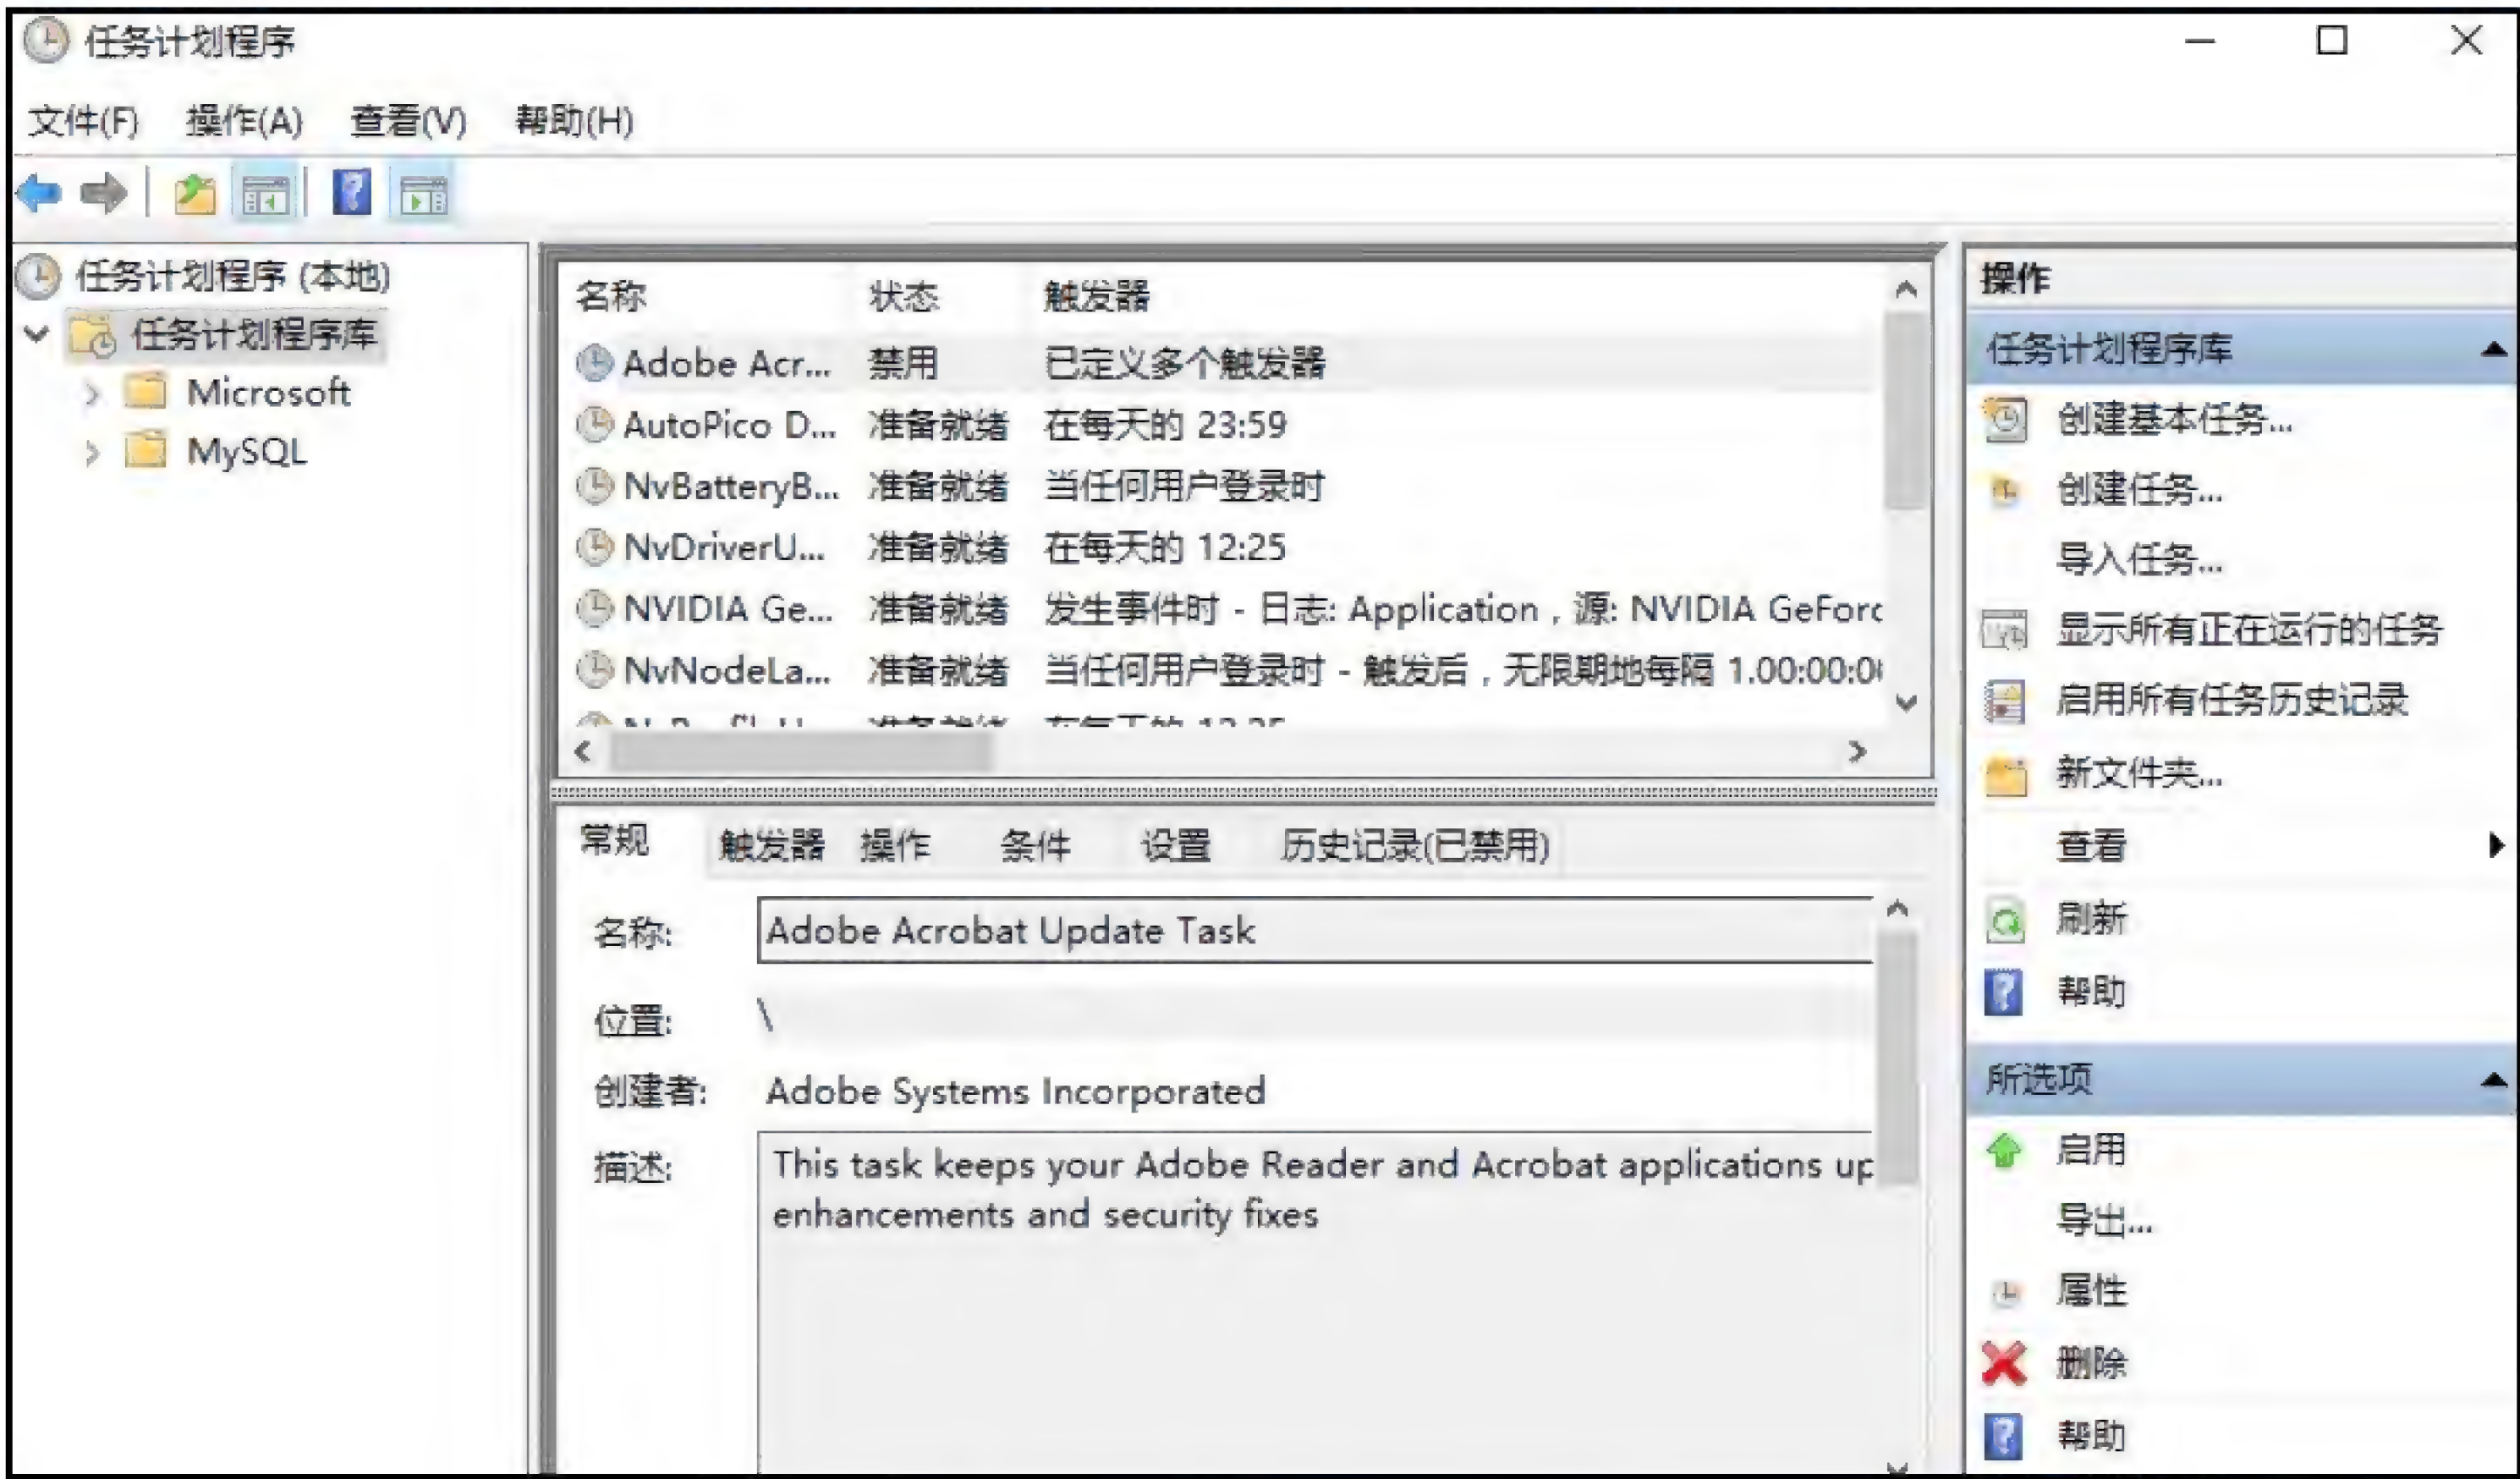 任务计划程序
文件(F) 操作(A) 查看(V) 帮助(H)
任务计划程序 (本地)
任务计划程序库
Microsoft
MySQL
名称 状态 触发器
Adobe Acr... 禁用 已定义多个触发器
AutoPico D... 准备就绪 在每天的 23:59
NvBatteryB... 准备就绪 当任何用户登录时
NvDriverU... 准备就绪 在每天的 12:25
NVIDIA Ge... 准备就绪 发生事件时 - 日志: Application，源: NVIDIA GeForc
NvNodeLa... 准备就绪 当任何用户登录时 - 触发后，无限期地每隔 1.00:00:0
常规 触发器 操作 条件 设置 历史记录(已禁用)
名称: Adobe Acrobat Update Task
位置: \
创建者: Adobe Systems Incorporated
描述: This task keeps your Adobe Reader and Acrobat applications up
enhancements and security fixes
操作
任务计划程序库
创建基本任务...
创建任务...
导入任务...
显示所有正在运行的任务
启用所有任务历史记录
新文件夹...
查看
刷新
帮助
所选项
启用
导出...
属性
删除
帮助